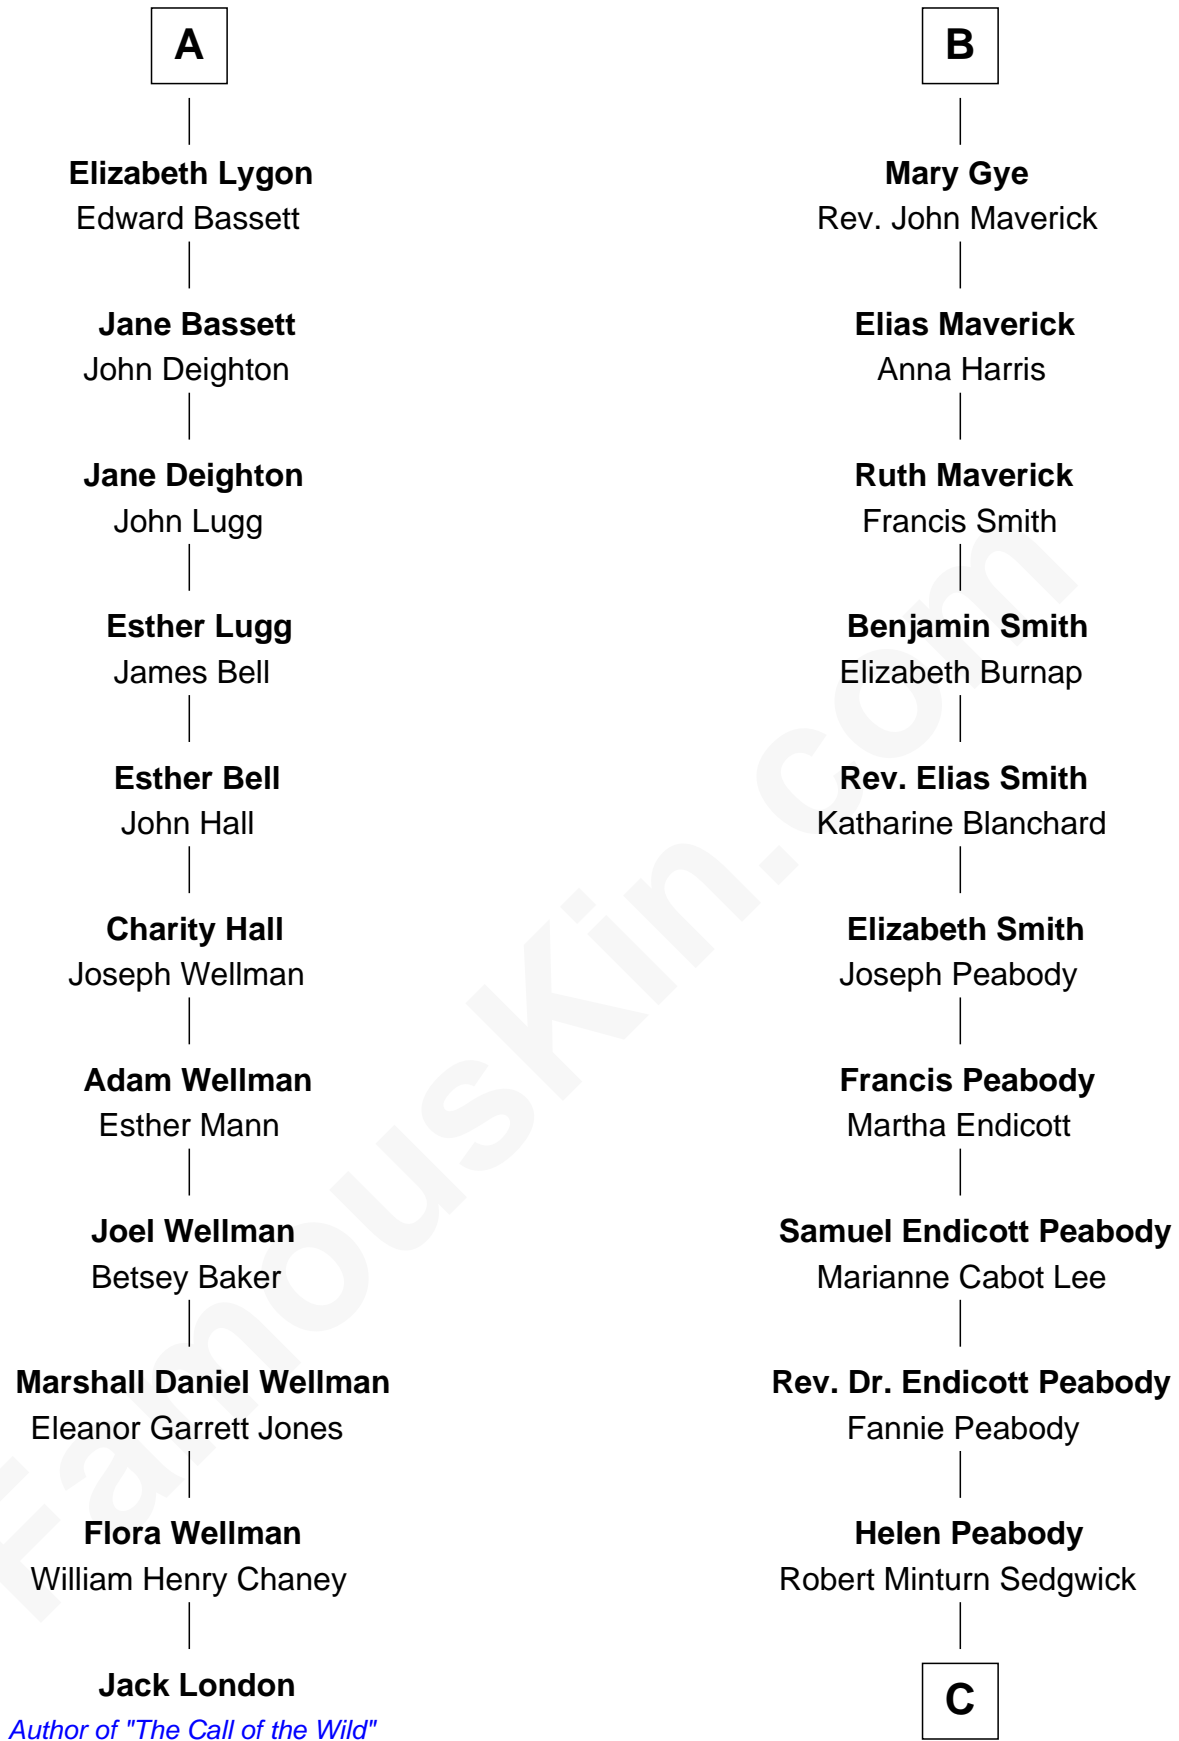 A
Elizabeth Lygon
Edward Bassett
Jane Bassett
John Deighton
Jane Deighton
John Lugg
Esther Lugg
James Bell
Esther Bell
John Hall
Charity Hall
Joseph Wellman
Adam Wellman
Esther Mann
Joel Wellman
Betsey Baker
Marshall Daniel Wellman
Eleanor Garrett Jones
Flora Wellman
William Henry Chaney
Jack London
Author of "The Call of the Wild"
B
Mary Gye
Rev. John Maverick
Elias Maverick
Anna Harris
Ruth Maverick
Francis Smith
Benjamin Smith
Elizabeth Burnap
Rev. Elias Smith
Katharine Blanchard
Elizabeth Smith
Joseph Peabody
Francis Peabody
Martha Endicott
Samuel Endicott Peabody
Marianne Cabot Lee
Rev. Dr. Endicott Peabody
Fannie Peabody
Helen Peabody
Robert Minturn Sedgwick
C
FamousKin.com